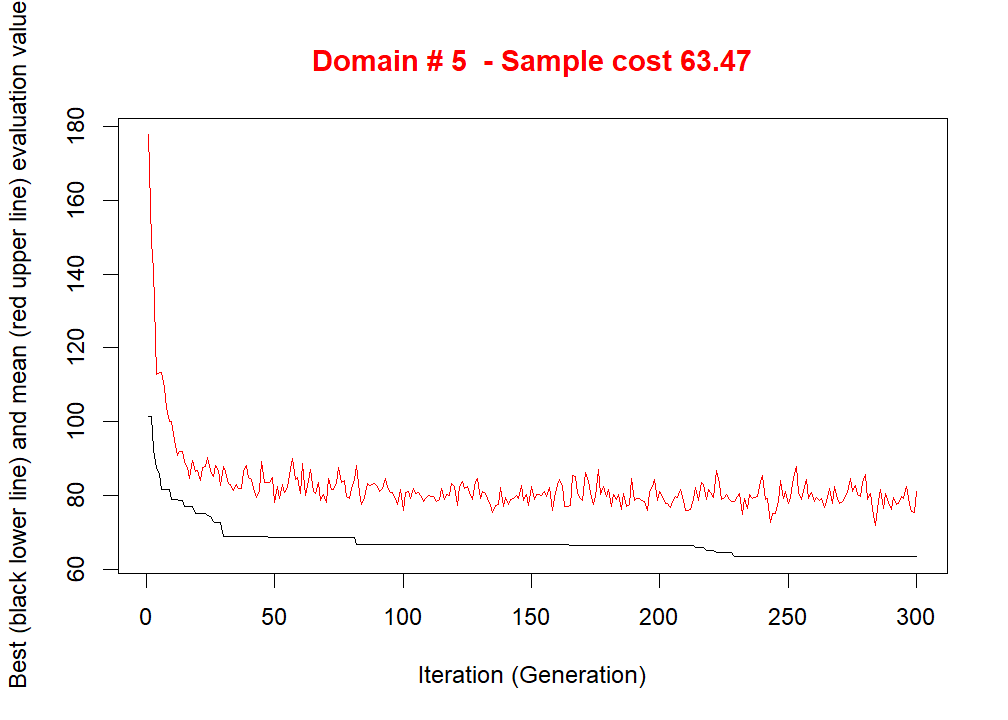 Domain # 5  - Sample cost 63.47
Best (black lower line) and mean (red upper line) evaluation value
180
160
140
120
100
80
60
0 50 100 150 200 250 300
Iteration (Generation)